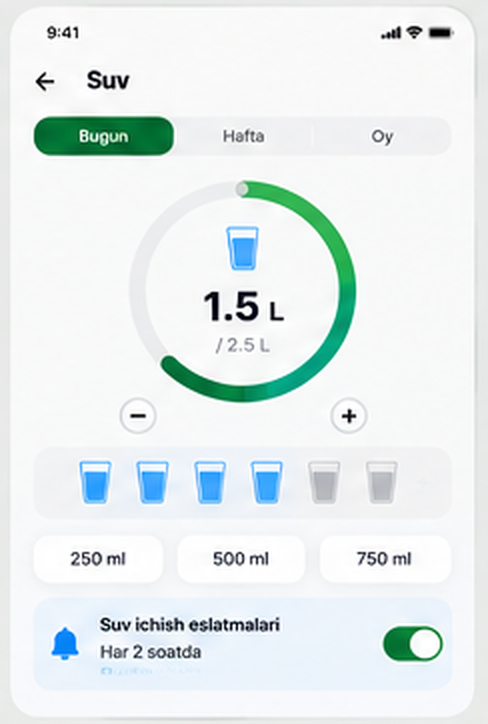 9:41
Suv
Bugun Hafta Oy
1.5 L
/ 2.5 L
− +
250 ml 500 ml 750 ml
Suv ichish eslatmalari
Har 2 soatda